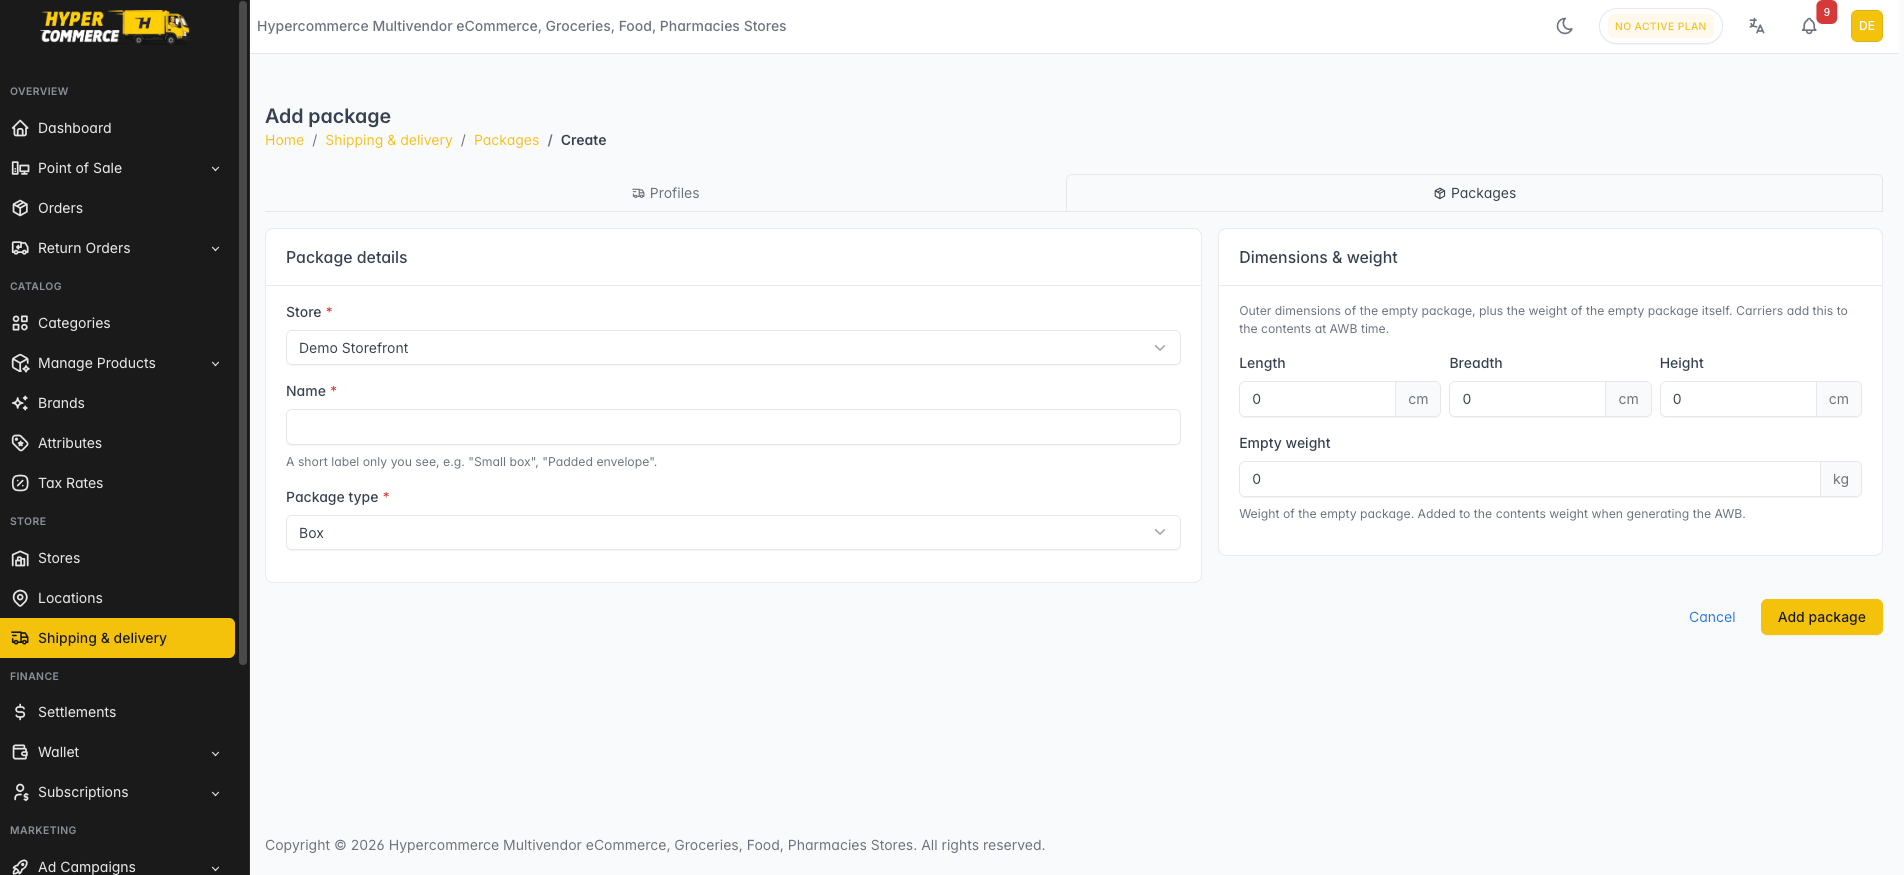 HYPER
COMMERCE
H
Hypercommerce Multivendor eCommerce, Groceries, Food, Pharmacies Stores
NO ACTIVE PLAN
9
DE
OVERVIEW
Dashboard
Point of Sale
Orders
Return Orders
CATALOG
Categories
Manage Products
Brands
Attributes
Tax Rates
STORE
Stores
Locations
Shipping & delivery
FINANCE
Settlements
Wallet
Subscriptions
MARKETING
Ad Campaigns
Add package
Home / Shipping & delivery / Packages / Create
Profiles
Packages
Package details
Store *
Demo Storefront
Name *
A short label only you see, e.g. "Small box", "Padded envelope".
Package type *
Box
Dimensions & weight
Outer dimensions of the empty package, plus the weight of the empty package itself. Carriers add this to
the contents at AWB time.
Length Breadth Height
0 cm 0 cm 0 cm
Empty weight
0 kg
Weight of the empty package. Added to the contents weight when generating the AWB.
Cancel
Add package
Copyright © 2026 Hypercommerce Multivendor eCommerce, Groceries, Food, Pharmacies Stores. All rights reserved.